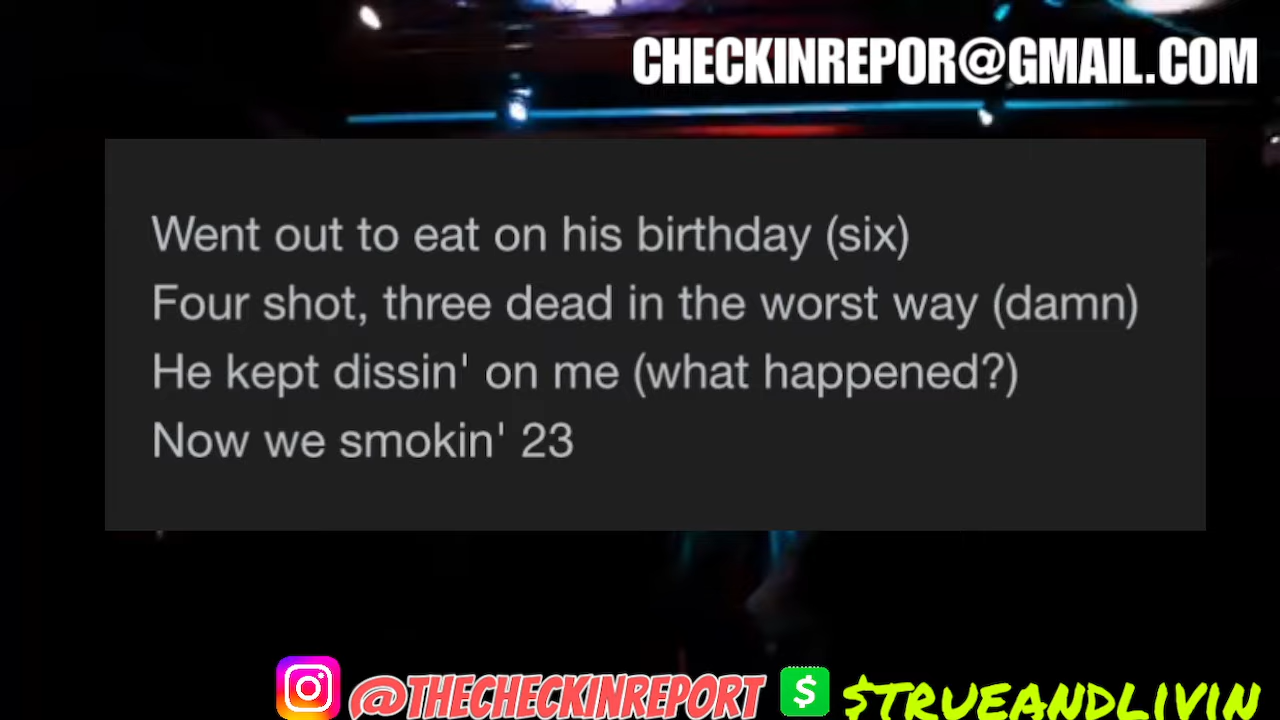 CHECKINREPOR@GMAIL.COM
Went out to eat on his birthday (six)
Four shot, three dead in the worst way (damn)
He kept dissin' on me (what happened?)
Now we smokin' 23
@THECHECKINREPORT $TRUEANDLIVIN